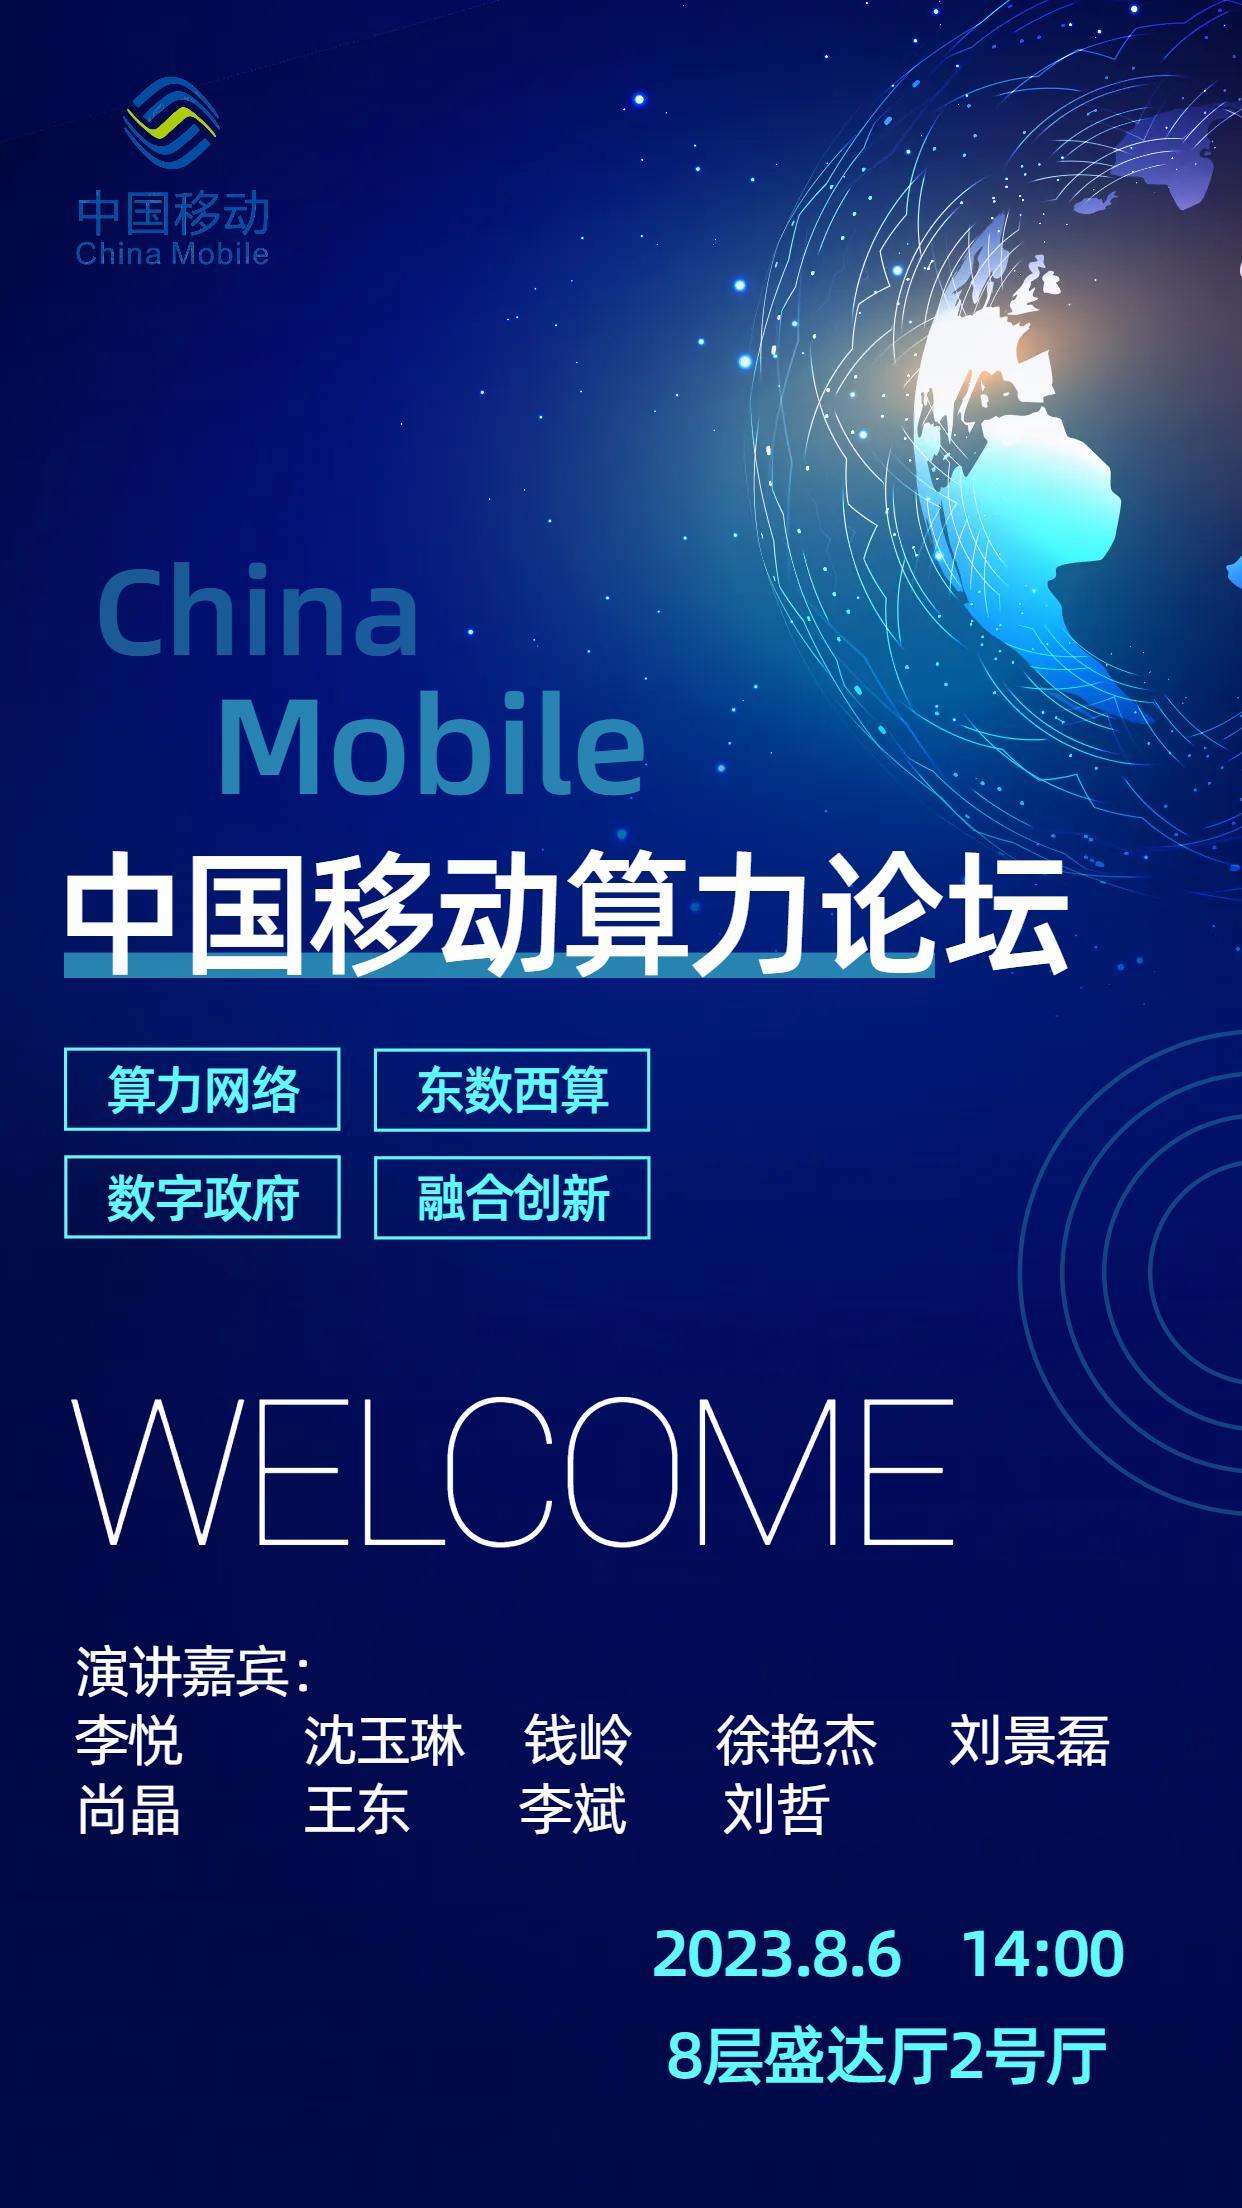 中国移动
China Mobile
China
Mobile
中国移动算力论坛
算力网络 东数西算
数字政府 融合创新
WELCOME
演讲嘉宾：
李悦 沈玉琳 钱岭 徐艳杰 刘景磊
尚晶 王东 李斌 刘哲
2023.8.6 14:00
8层盛达厅2号厅